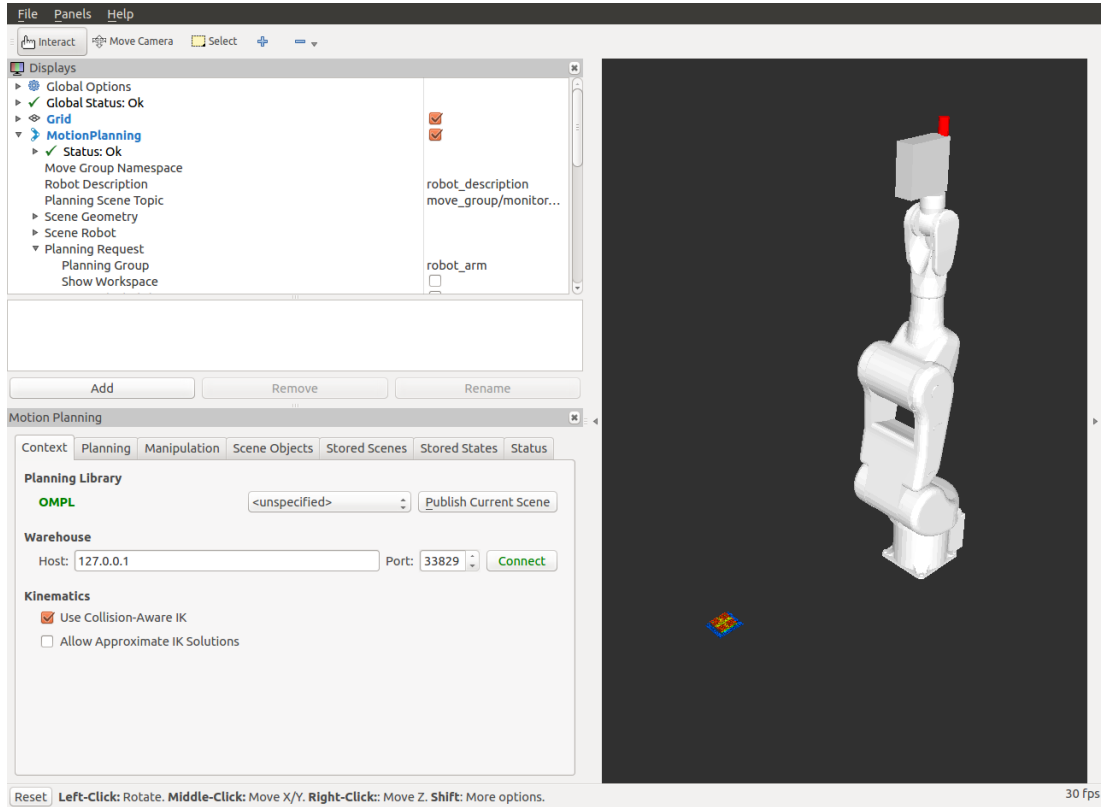 File Panels Help
Interact Move Camera Select
Displays
Global Options
Global Status: Ok
Grid
MotionPlanning
Status: Ok
Move Group Namespace
Robot Description robot_description
Planning Scene Topic move_group/monitor...
Scene Geometry
Scene Robot
Planning Request
Planning Group robot_arm
Show Workspace
Add Remove Rename
Motion Planning
Context Planning Manipulation Scene Objects Stored Scenes Stored States Status
Planning Library
OMPL <unspecified> Publish Current Scene
Warehouse
Host: 127.0.0.1 Port: 33829 Connect
Kinematics
Use Collision-Aware IK
Allow Approximate IK Solutions
Reset Left-Click: Rotate. Middle-Click: Move X/Y. Right-Click:: Move Z. Shift: More options. 30 fps